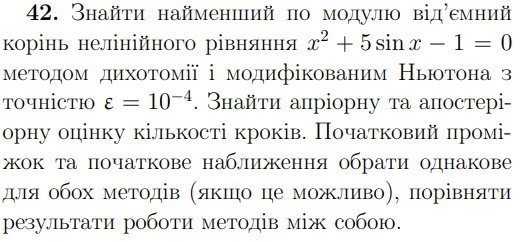 42. Знайти найменший по модулю від'ємний
корінь нелінійного рівняння x² + 5 sin x − 1 = 0
методом дихотомії і модифікованим Ньютона з
точністю ε = 10⁻⁴. Знайти апріорну та апостері-
орну оцінку кількості кроків. Початковий промі-
жок та початкове наближення обрати однакове
для обох методів (якщо це можливо), порівняти
результати роботи методів між собою.